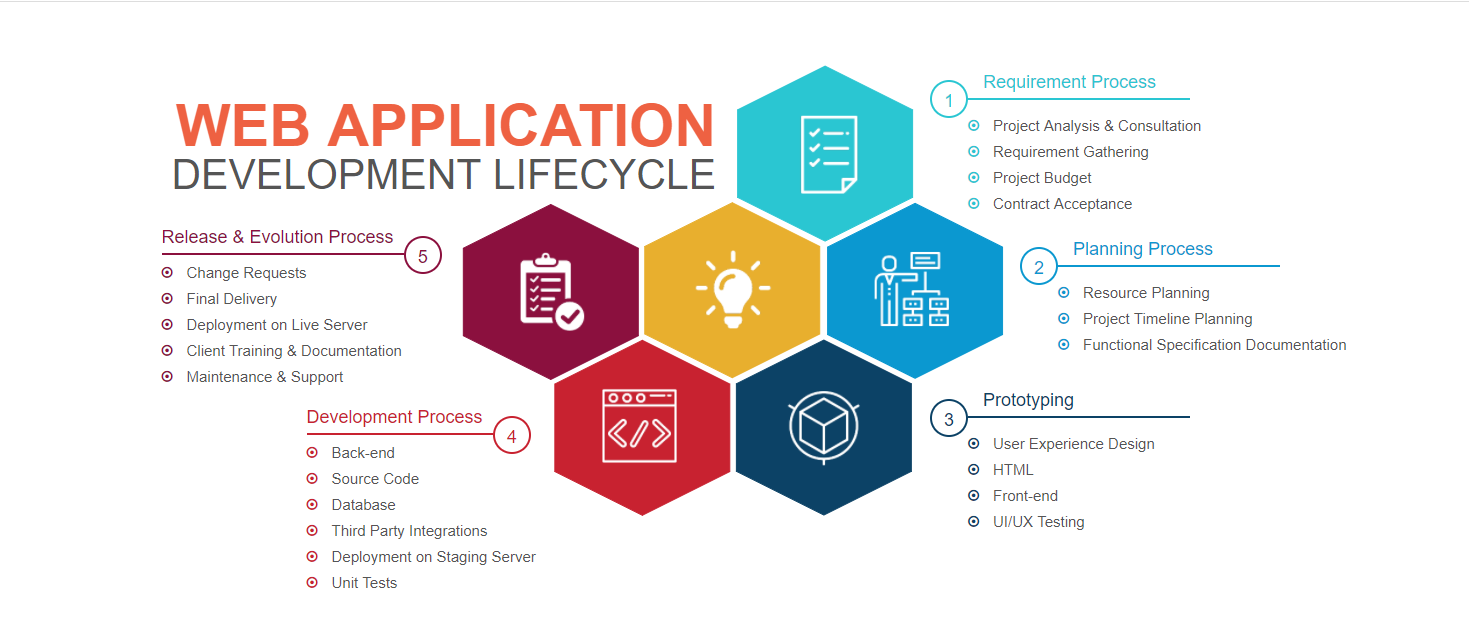 WEB APPLICATION
DEVELOPMENT LIFECYCLE
1
Requirement Process
Project Analysis & Consultation
Requirement Gathering
Project Budget
Contract Acceptance
2
Planning Process
Resource Planning
Project Timeline Planning
Functional Specification Documentation
3
Prototyping
User Experience Design
HTML
Front-end
UI/UX Testing
Development Process
4
Back-end
Source Code
Database
Third Party Integrations
Deployment on Staging Server
Unit Tests
Release & Evolution Process
5
Change Requests
Final Delivery
Deployment on Live Server
Client Training & Documentation
Maintenance & Support